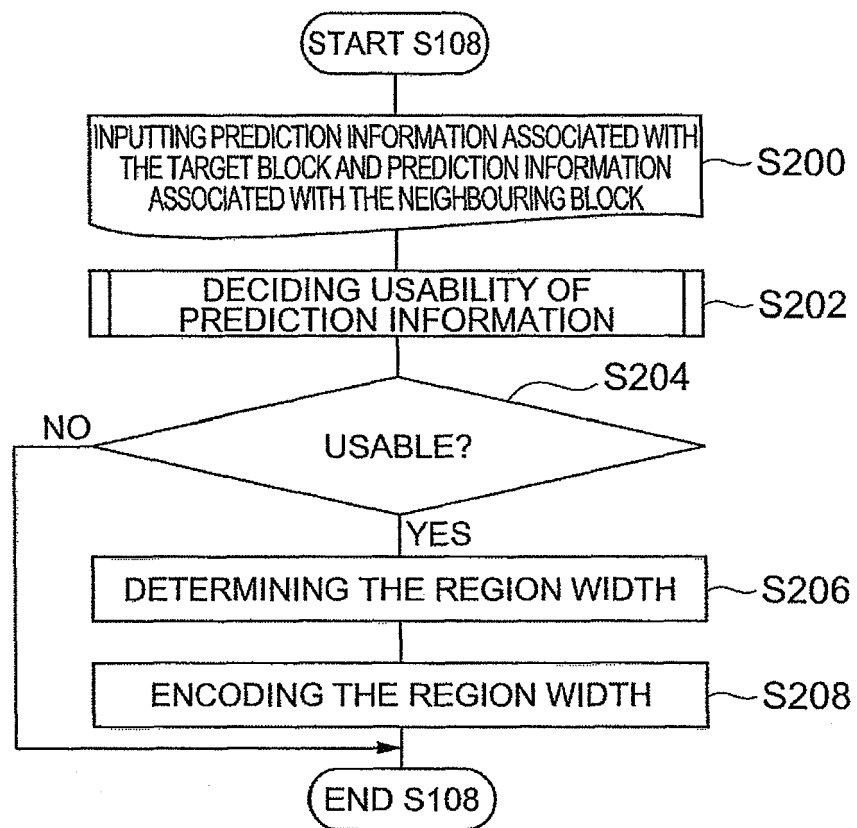 START S108
INPUTTING PREDICTION INFORMATION ASSOCIATED WITH
THE TARGET BLOCK AND PREDICTION INFORMATION
ASSOCIATED WITH THE NEIGHBOURING BLOCK
S200
DECIDING USABILITY OF
PREDICTION INFORMATION
S202
S204
NO
USABLE?
YES
DETERMINING THE REGION WIDTH
S206
ENCODING THE REGION WIDTH
S208
END S108